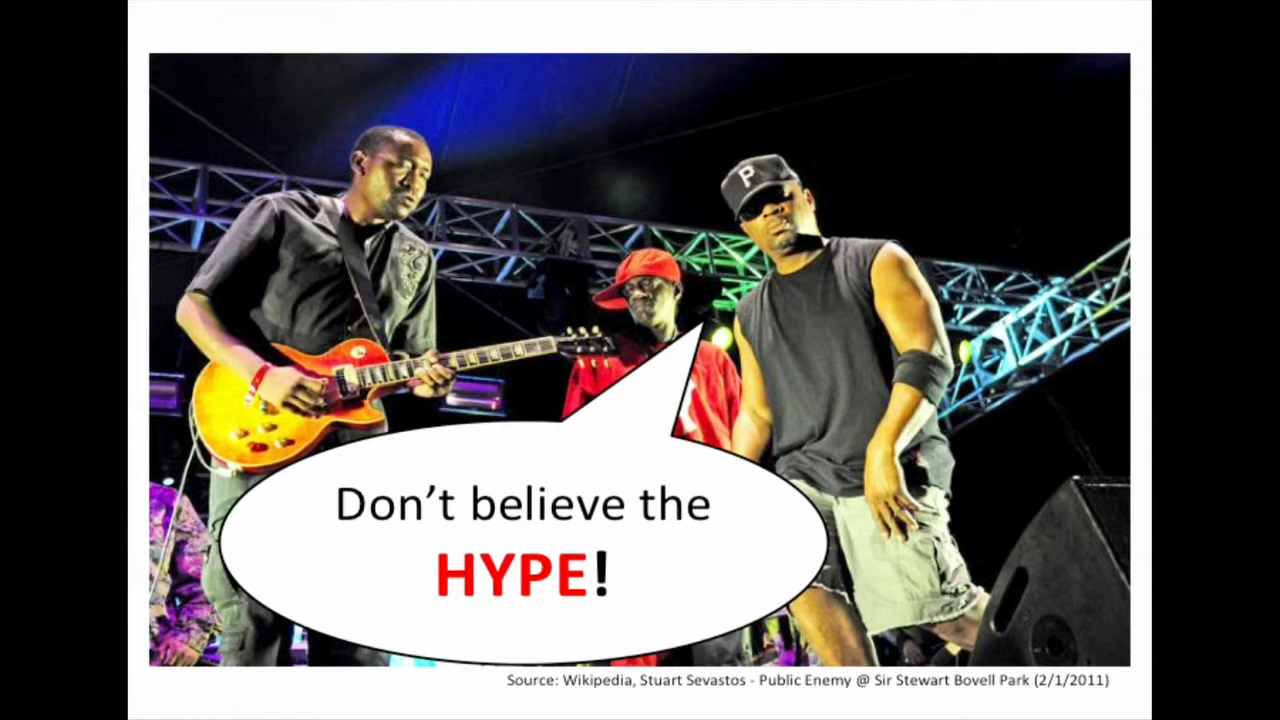 P
Don’t believe the
HYPE!
Source: Wikipedia, Stuart Sevastos - Public Enemy @ Sir Stewart Bovell Park (2/1/2011)